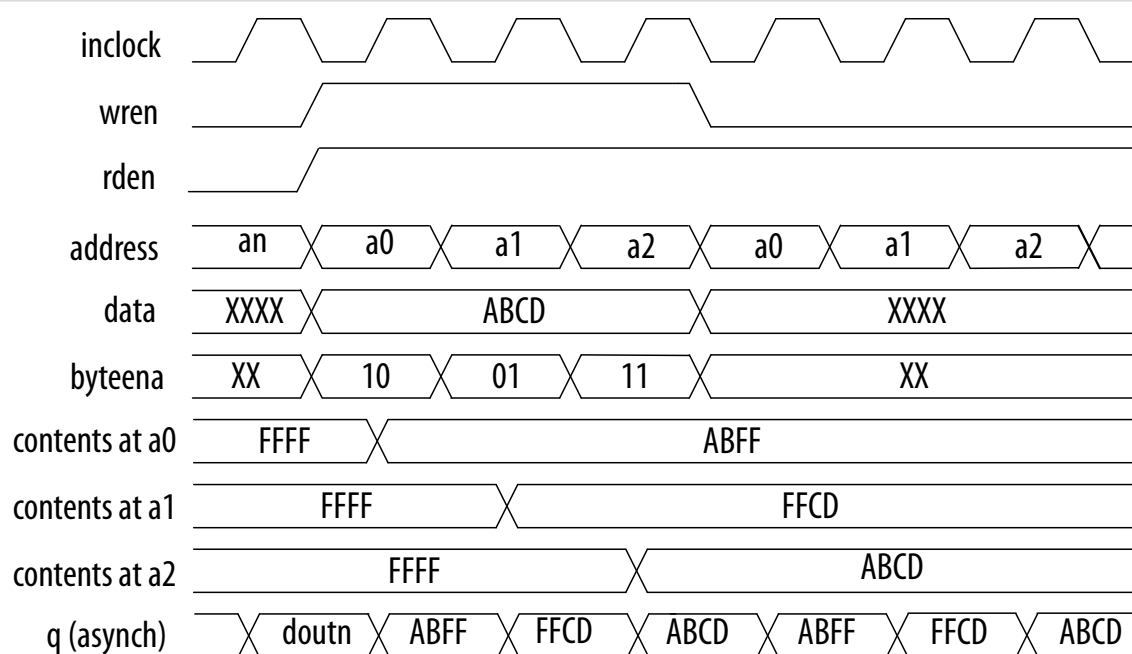 inclock
wren
rden
address an a0 a1 a2 a0 a1 a2
data XXXX ABCD XXXX
byteena XX 10 01 11 XX
contents at a0 FFFF ABFF
contents at a1 FFFF FFCD
contents at a2 FFFF ABCD
q (asynch) doutn ABFF FFCD ABCD ABFF FFCD ABCD